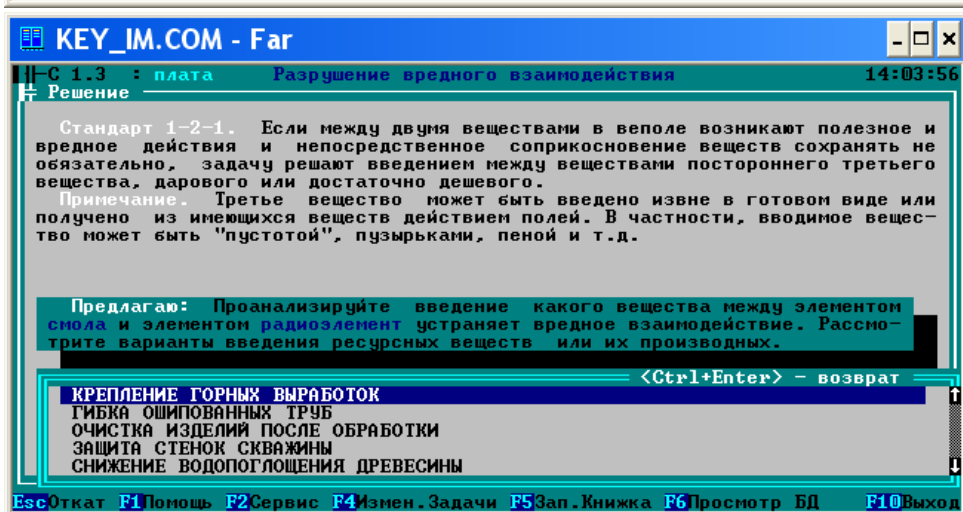 KEY_IM.COM - Far
С 1.3 : плата Разрушение вредного взаимодействия 14:03:56
Решение
Стандарт 1-2-1. Если между двумя веществами в веполе возникают полезное и
вредное действия и непосредственное соприкосновение веществ сохранять не
обязательно, задачу решают введением между веществами постороннего третьего
вещества, дарового или достаточно дешевого.
Примечание. Третье вещество может быть введено извне в готовом виде или
получено из имеющихся веществ действием полей. В частности, вводимое вещес-
тво может быть "пустотой", пузырьками, пеной и т.д.
Предлагаю: Проанализируйте введение какого вещества между элементом
смола и элементом радиоэлемент устраняет вредное взаимодействие. Рассмо-
трите варианты введения ресурсных веществ или их производных.
<Ctrl+Enter> - возврат
КРЕПЛЕНИЕ ГОРНЫХ ВЫРАБОТОК
ГИБКА ОШИПОВАННЫХ ТРУБ
ОЧИСТКА ИЗДЕЛИЙ ПОСЛЕ ОБРАБОТКИ
ЗАЩИТА СТЕНОК СКВАЖИНЫ
СНИЖЕНИЕ ВОДОПОГЛОЩЕНИЯ ДРЕВЕСИНЫ
EscОткат F1Помощь F2Сервис F4Измен.Задачи F5Зап.Книжка F6Просмотр БД F10Выход